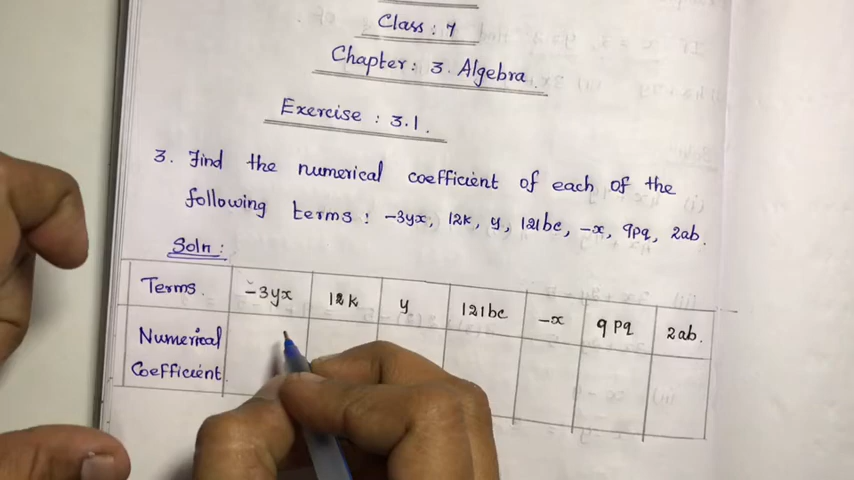 Class : 7
Chapter : 3. Algebra.
Exercise : 3.1.
3. Find the numerical coefficient of each of the
following terms : -3yx, 12k, y, 121bc, -x, 9pq, 2ab.
Soln :
Terms. -3yx 12k y 121bc -x 9pq 2ab.
Numerical
Coefficient